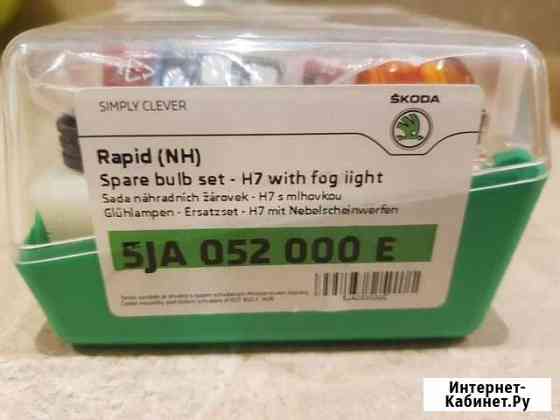 SIMPLY CLEVER
ŠKODA
Rapid (NH)
Spare bulb set - H7 with fog light
Sada náhradních žárovek - H7 s mlhovkou
Glühlampen - Ersatzset - H7 mit Nebelscheinwerfen
5JA 052 000 E
Интернет-
Кабинет.Ру